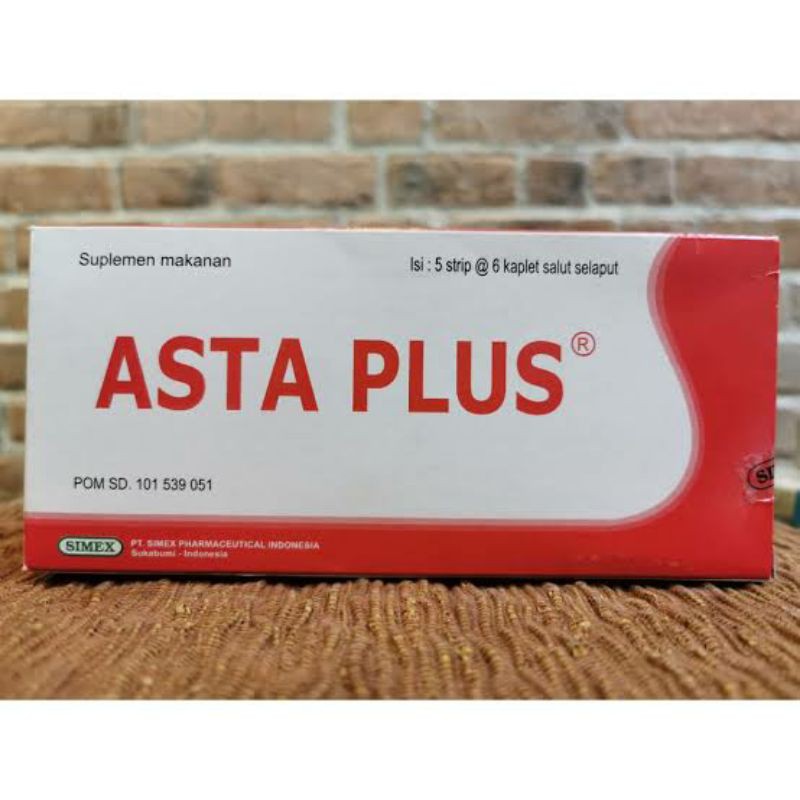 Suplemen makanan
Isi : 5 strip @ 6 kaplet salut selaput
ASTA PLUS®
POM SD. 101 539 051
SIMEX
PT. SIMEX PHARMACEUTICAL INDONESIA
Sukabumi - Indonesia